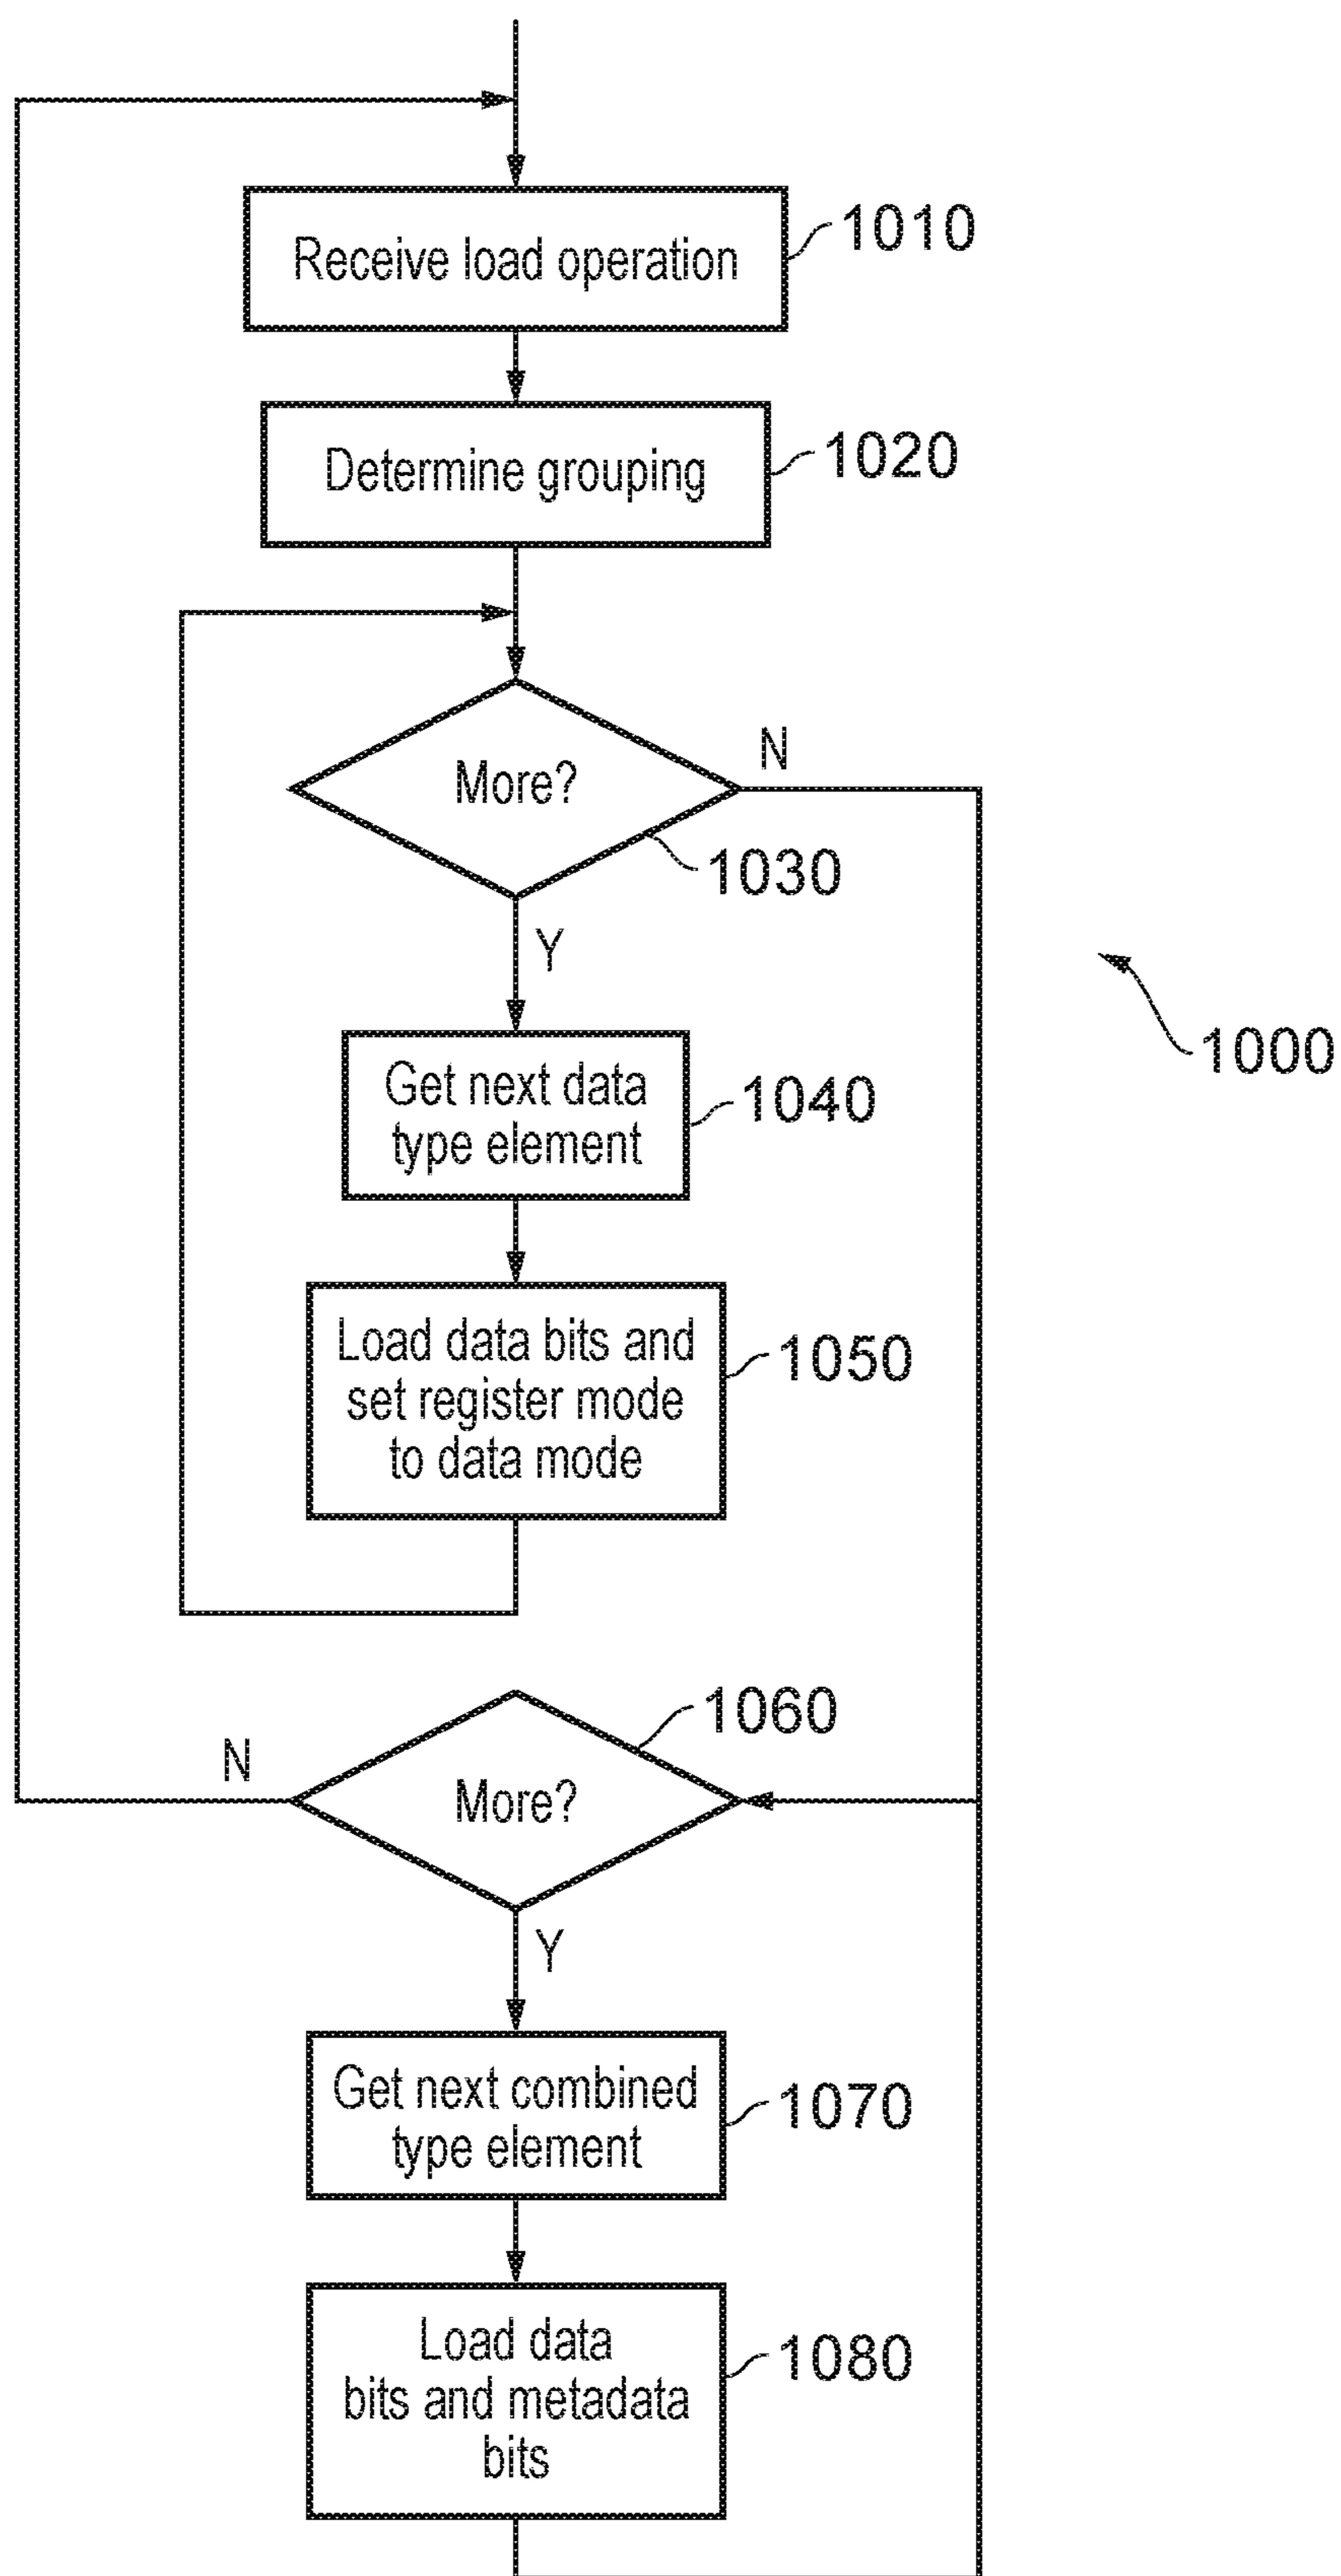 Receive load operation
1010
Determine grouping
1020
More?
N
1030
Y
1000
Get next data
type element
1040
Load data bits and
set register mode
to data mode
1050
1060
N
More?
Y
Get next combined
type element
1070
Load data
bits and metadata
bits
1080